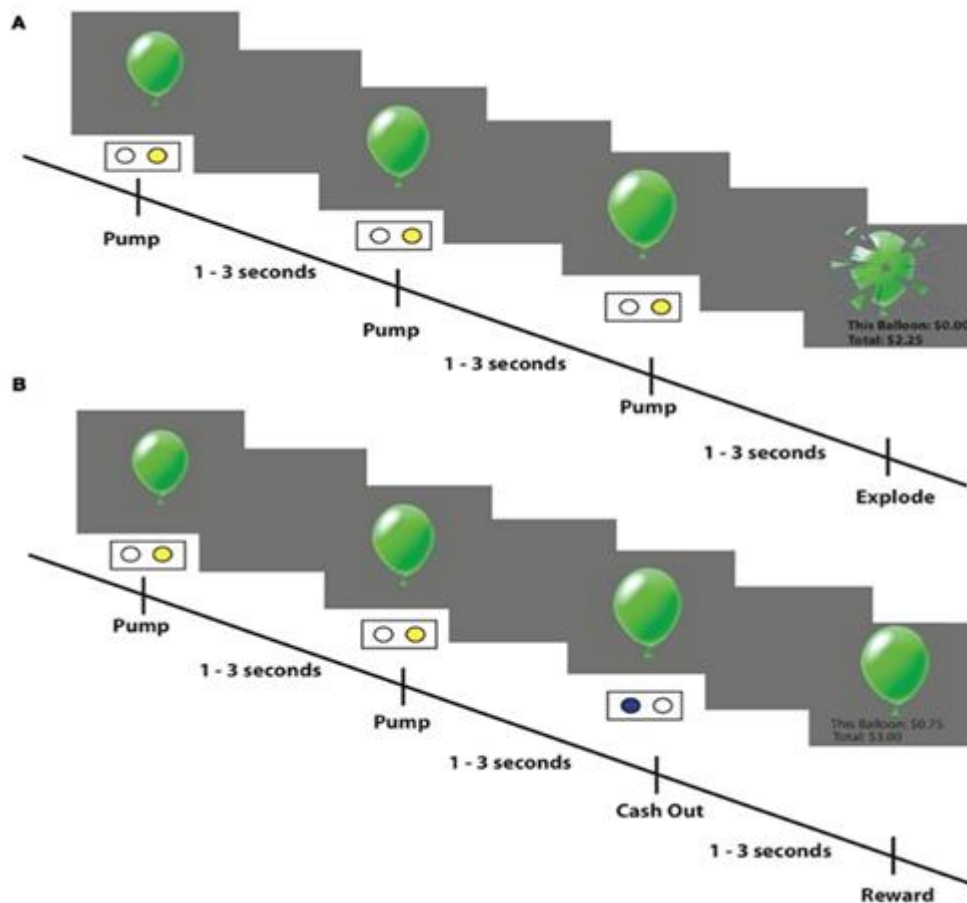 A
Pump
1 - 3 seconds
Pump
1 - 3 seconds
Pump
1 - 3 seconds
This Balloon: $0.00
Total: $2.25
Explode
B
Pump
1 - 3 seconds
Pump
1 - 3 seconds
Cash Out
1 - 3 seconds
This Balloon: $0.75
Total: $3.00
Reward